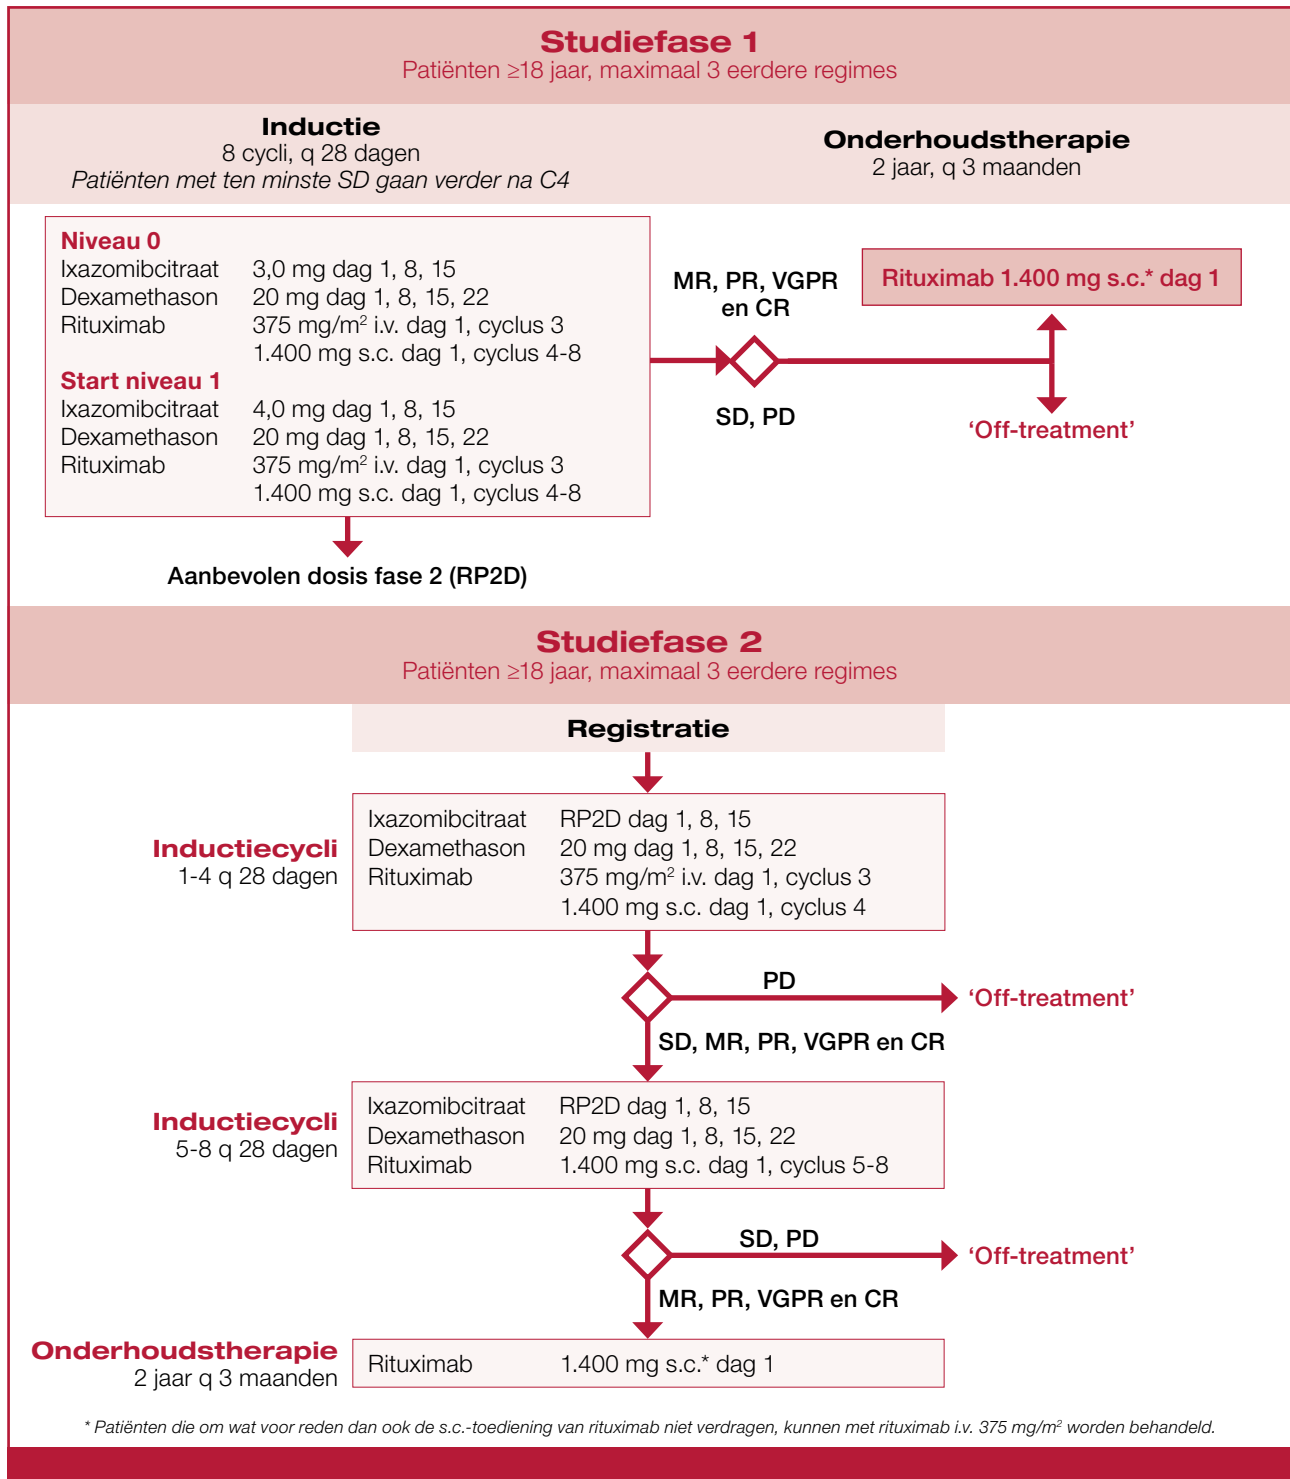 Studiefase 1
Patiënten ≥18 jaar, maximaal 3 eerdere regimes
Inductie
8 cycli, q 28 dagen
Patiënten met ten minste SD gaan verder na C4
Onderhoudstherapie
2 jaar, q 3 maanden
Niveau 0
Ixazomibcitraat 3,0 mg dag 1, 8, 15
Dexamethason 20 mg dag 1, 8, 15, 22
Rituximab 375 mg/m² i.v. dag 1, cyclus 3
1.400 mg s.c. dag 1, cyclus 4-8
Start niveau 1
Ixazomibcitraat 4,0 mg dag 1, 8, 15
Dexamethason 20 mg dag 1, 8, 15, 22
Rituximab 375 mg/m² i.v. dag 1, cyclus 3
1.400 mg s.c. dag 1, cyclus 4-8
MR, PR, VGPR
en CR
SD, PD
Rituximab 1.400 mg s.c.* dag 1
‘Off-treatment’
Aanbevolen dosis fase 2 (RP2D)
Studiefase 2
Patiënten ≥18 jaar, maximaal 3 eerdere regimes
Registratie
Inductiecycli
1-4 q 28 dagen
Ixazomibcitraat RP2D dag 1, 8, 15
Dexamethason 20 mg dag 1, 8, 15, 22
Rituximab 375 mg/m² i.v. dag 1, cyclus 3
1.400 mg s.c. dag 1, cyclus 4
PD
‘Off-treatment’
SD, MR, PR, VGPR en CR
Inductiecycli
5-8 q 28 dagen
Ixazomibcitraat RP2D dag 1, 8, 15
Dexamethason 20 mg dag 1, 8, 15, 22
Rituximab 1.400 mg s.c. dag 1, cyclus 5-8
SD, PD
‘Off-treatment’
MR, PR, VGPR en CR
Onderhoudstherapie
2 jaar q 3 maanden
Rituximab 1.400 mg s.c.* dag 1
* Patiënten die om wat voor reden dan ook de s.c.-toediening van rituximab niet verdragen, kunnen met rituximab i.v. 375 mg/m² worden behandeld.